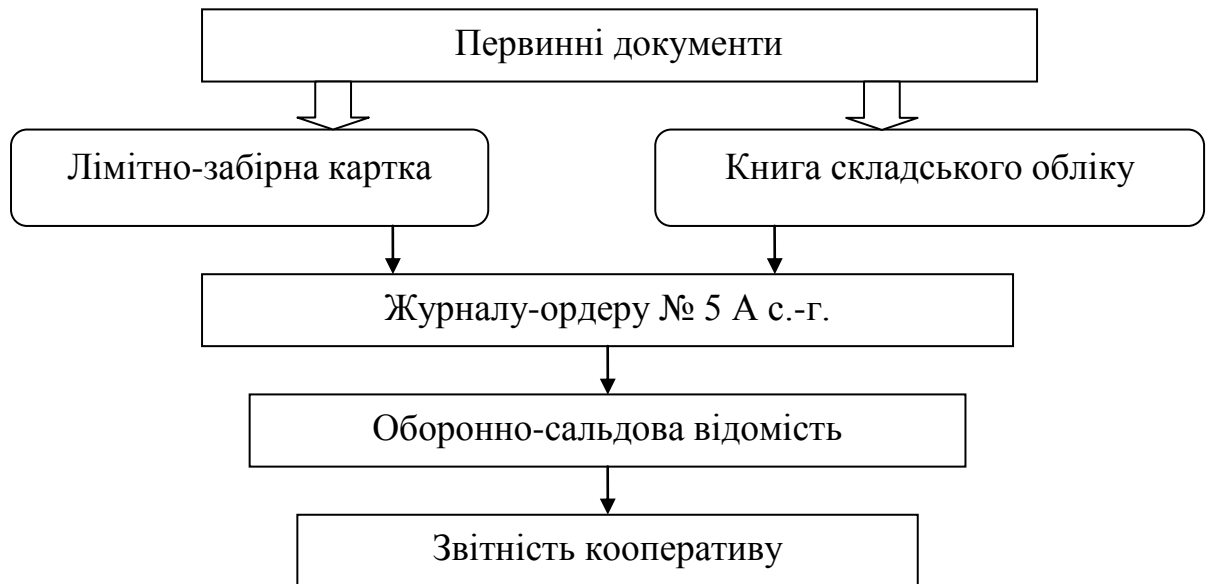 Первинні документи
Лімітно-забірна картка
Книга складського обліку
Журналу-ордеру № 5 А с.-г.
Оборонно-сальдова відомість
Звітність кооперативу